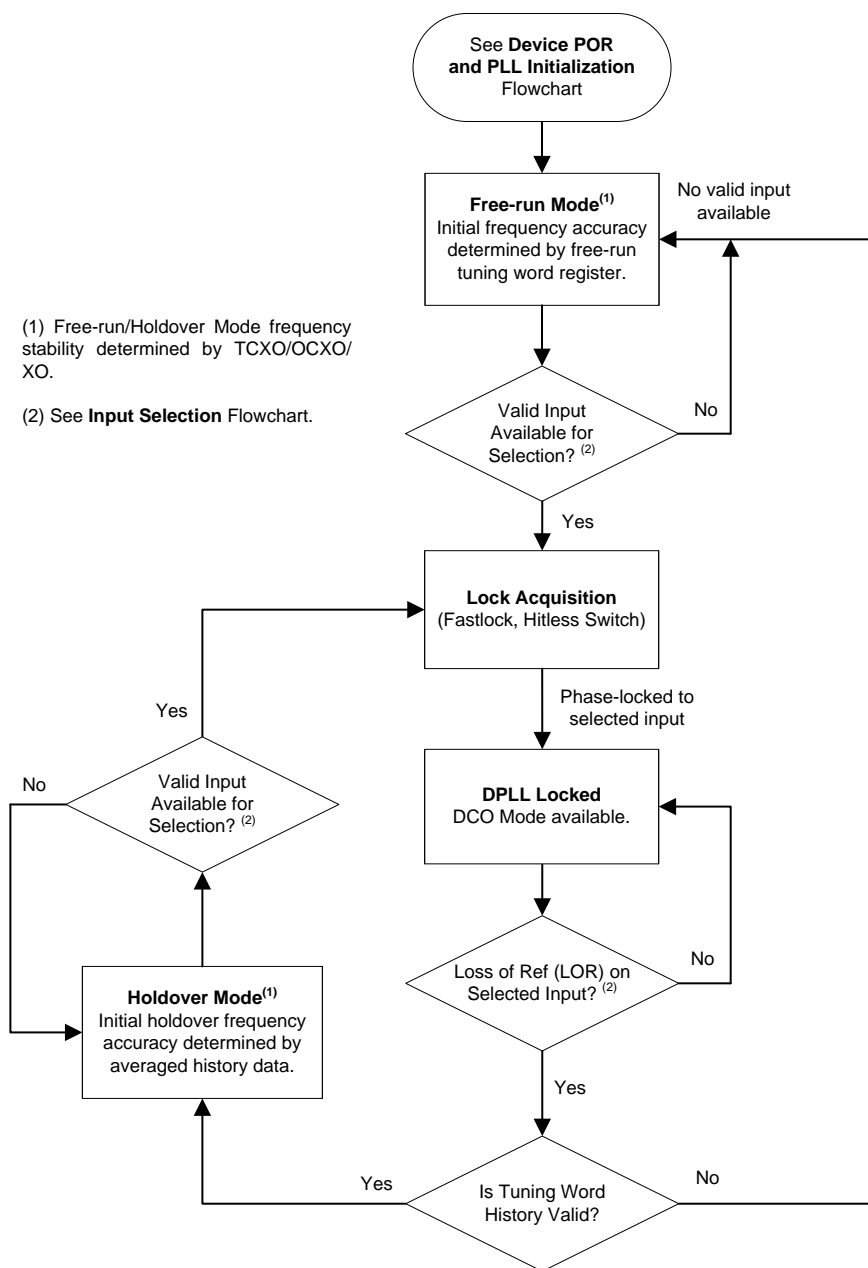 See Device POR
and PLL Initialization
Flowchart
No valid input
available
Free-run Mode(1)
Initial frequency accuracy
determined by free-run
tuning word register.
(1) Free-run/Holdover Mode frequency
stability determined by TCXO/OCXO/
XO.
(2) See Input Selection Flowchart.
Valid Input
Available for
Selection? (2)
No
Yes
Lock Acquisition
(Fastlock, Hitless Switch)
Phase-locked to
selected input
Yes
No
Valid Input
Available for
Selection? (2)
DPLL Locked
DCO Mode available.
Loss of Ref (LOR) on
Selected Input? (2)
No
Holdover Mode(1)
Initial holdover frequency
accuracy determined by
averaged history data.
Yes
Yes
Is Tuning Word
History Valid?
No